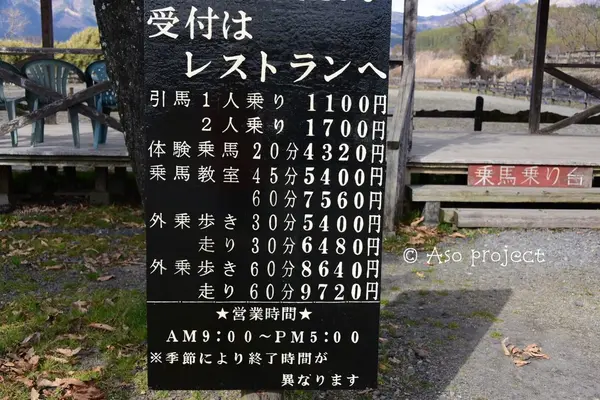 受付は
レストランへ
引馬 1人乗り 1100円
2人乗り 1700円
体験乗馬 20分 4320円
乗馬教室 45分 5400円
60分 7560円
外乗歩き 30分 5400円
走り 30分 6480円
外乗歩き 60分 8640円
走り 60分 9720円
★営業時間★
AM9:00～PM5:00
※季節により終了時間が
異なります
乗馬乗り台
© Aso project